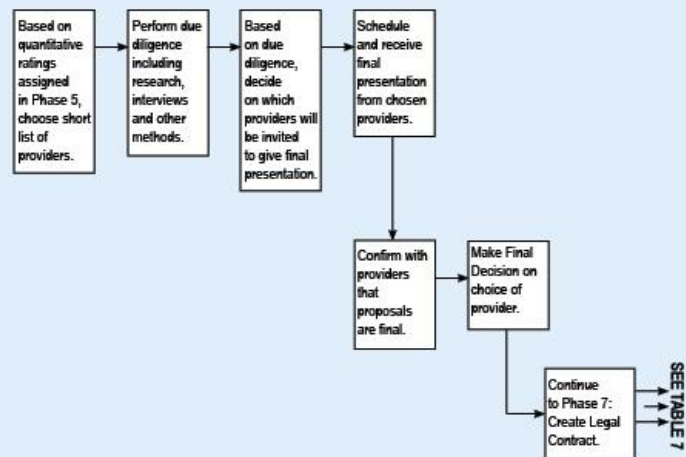 Based on
quantitative
ratings
assigned
in Phase 5,
choose short
list of
providers.
Perform due
diligence
including
research,
interviews
and other
methods.
Based
on due
diligence,
decide
on which
providers will
be invited
to give final
presentation.
Schedule
and receive
final
presentation
from chosen
providers.
Confirm with
providers
that
proposals
are final.
Make Final
Decision on
choice of
provider.
Continue
to Phase 7:
Create Legal
Contract.
SEE TABLE 7